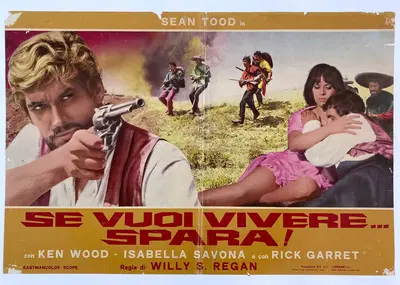 SEAN TOOD in
SE VUOI VIVERE...
SPARA!
con KEN WOOD - ISABELLA SAVONA e con RICK GARRET
EASTMANCOLOR SCOPE
Regia di WILLY S. REGAN